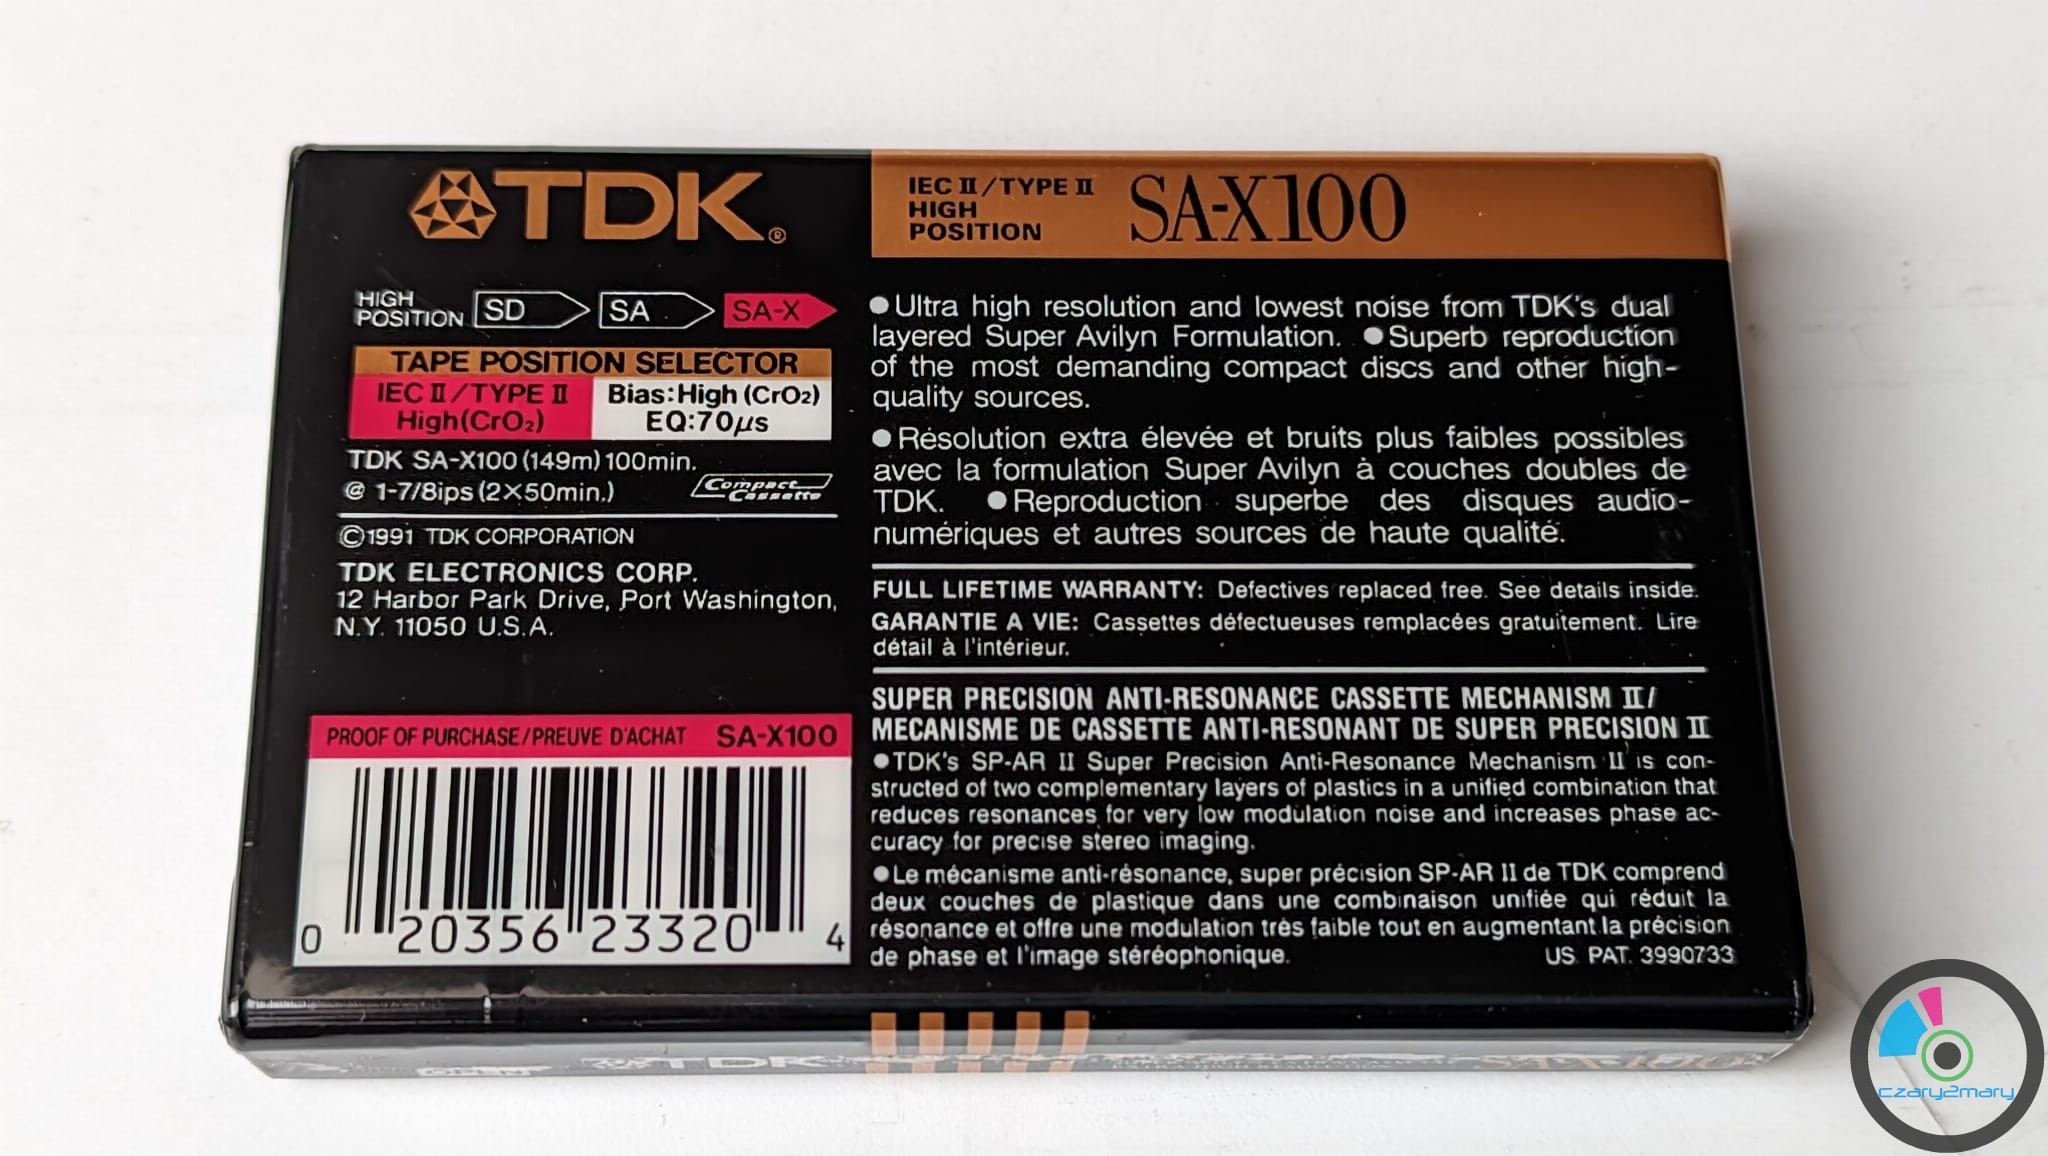 TDK®
IEC II/TYPE II
HIGH
POSITION
SA-X100
HIGH
POSITION
SD
SA
SA-X
TAPE POSITION SELECTOR
IEC II/TYPE II
High(CrO₂)
Bias:High (CrO₂)
EQ:70μs
TDK SA-X100 (149m) 100min.
@ 1-7/8ips (2×50min.)
Compact
Cassette
©1991 TDK CORPORATION
TDK ELECTRONICS CORP.
12 Harbor Park Drive, Port Washington,
N.Y. 11050 U.S.A.
PROOF OF PURCHASE/PREUVE D'ACHAT SA-X100
0 20356 23320 4
●Ultra high resolution and lowest noise from TDK's dual
layered Super Avilyn Formulation. ●Superb reproduction
of the most demanding compact discs and other high-
quality sources.
●Résolution extra élevée et bruits plus faibles possibles
avec la formulation Super Avilyn à couches doubles de
TDK. ●Reproduction superbe des disques audio-
numériques et autres sources de haute qualité.
FULL LIFETIME WARRANTY: Defectives replaced free. See details inside.
GARANTIE A VIE: Cassettes défectueuses remplacées gratuitement. Lire
détail à l'intérieur.
SUPER PRECISION ANTI-RESONANCE CASSETTE MECHANISM II/
MECANISME DE CASSETTE ANTI-RESONANT DE SUPER PRECISION II
●TDK's SP-AR II Super Precision Anti-Resonance Mechanism II is con-
structed of two complementary layers of plastics in a unified combination that
reduces resonances for very low modulation noise and increases phase ac-
curacy for precise stereo imaging.
●Le mécanisme anti-résonance, super précision SP-AR II de TDK comprend
deux couches de plastique dans une combinaison unifiée qui réduit la
résonance et offre une modulation très faible tout en augmentant la précision
de phase et l'image stéréophonique.
US. PAT. 3990733
OPEN
TDK
SA-X100
czary2mary